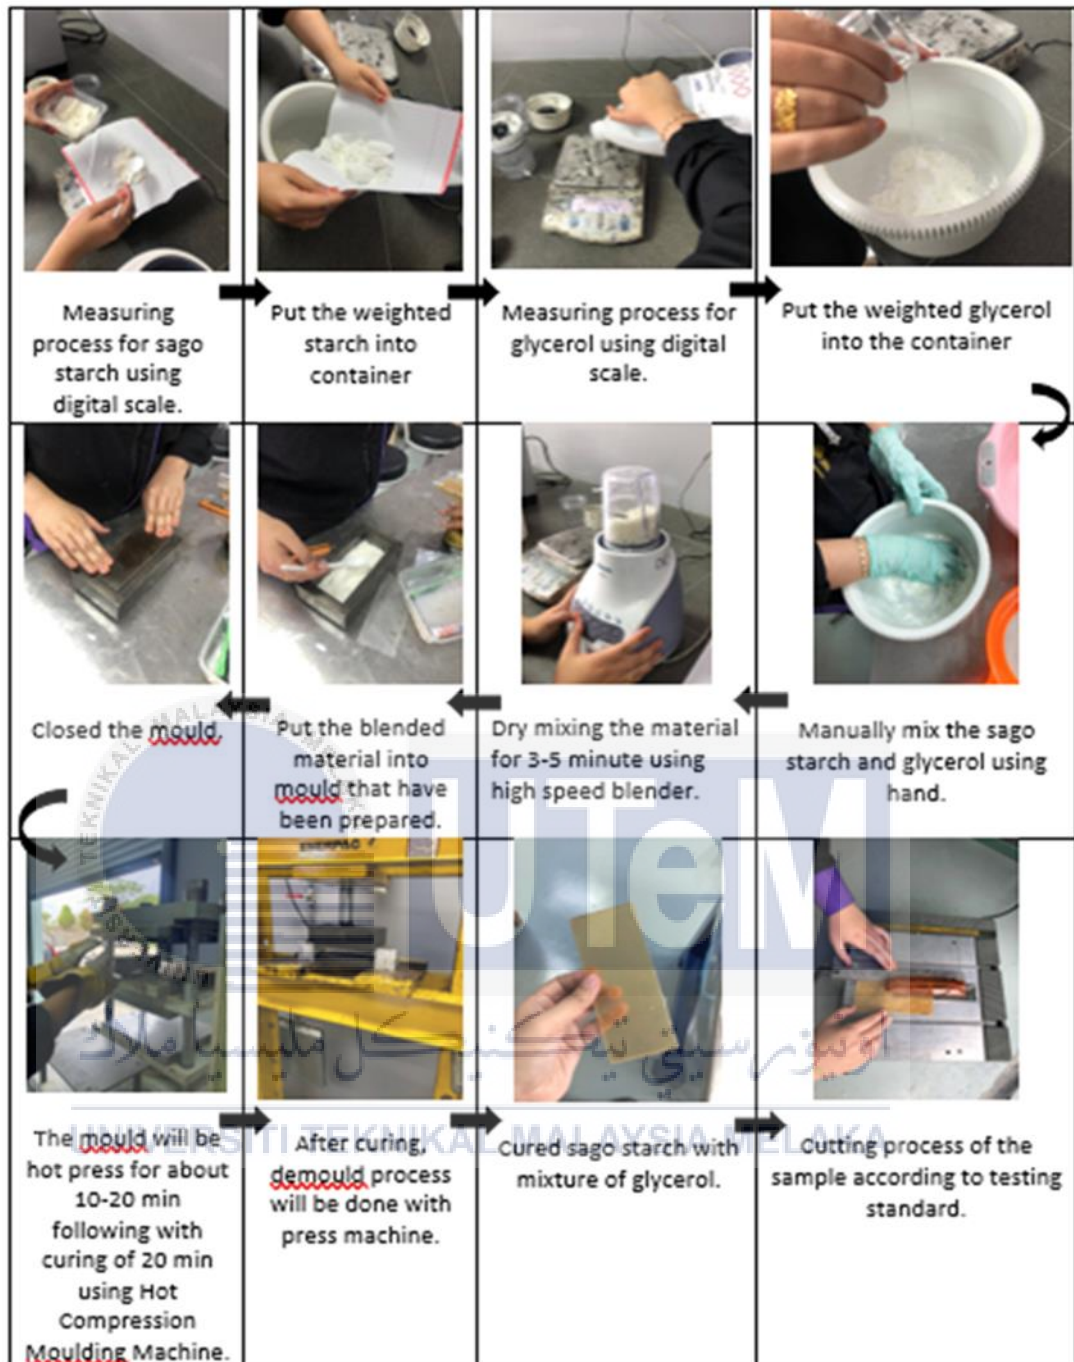 Measuring
process for sago
starch using
digital scale.
Put the weighted
starch into
container
Measuring process for
glycerol using digital
scale.
Put the weighted glycerol
into the container
Manually mix the sago
starch and glycerol using
hand.
Dry mixing the material
for 3-5 minute using
high speed blender.
Put the blended
material into
mould that have
been prepared.
Closed the mould.
The mould will be
hot press for about
10-20 min
following with
curing of 20 min
using Hot
Compression
Moulding Machine.
After curing,
demould process
will be done with
press machine.
Cured sago starch with
mixture of glycerol.
Cutting process of the
sample according to testing
standard.
UTeM
اونيۏرسيتي تيكنيكل مليسيا ملاك
UNIVERSITI TEKNIKAL MALAYSIA MELAKA